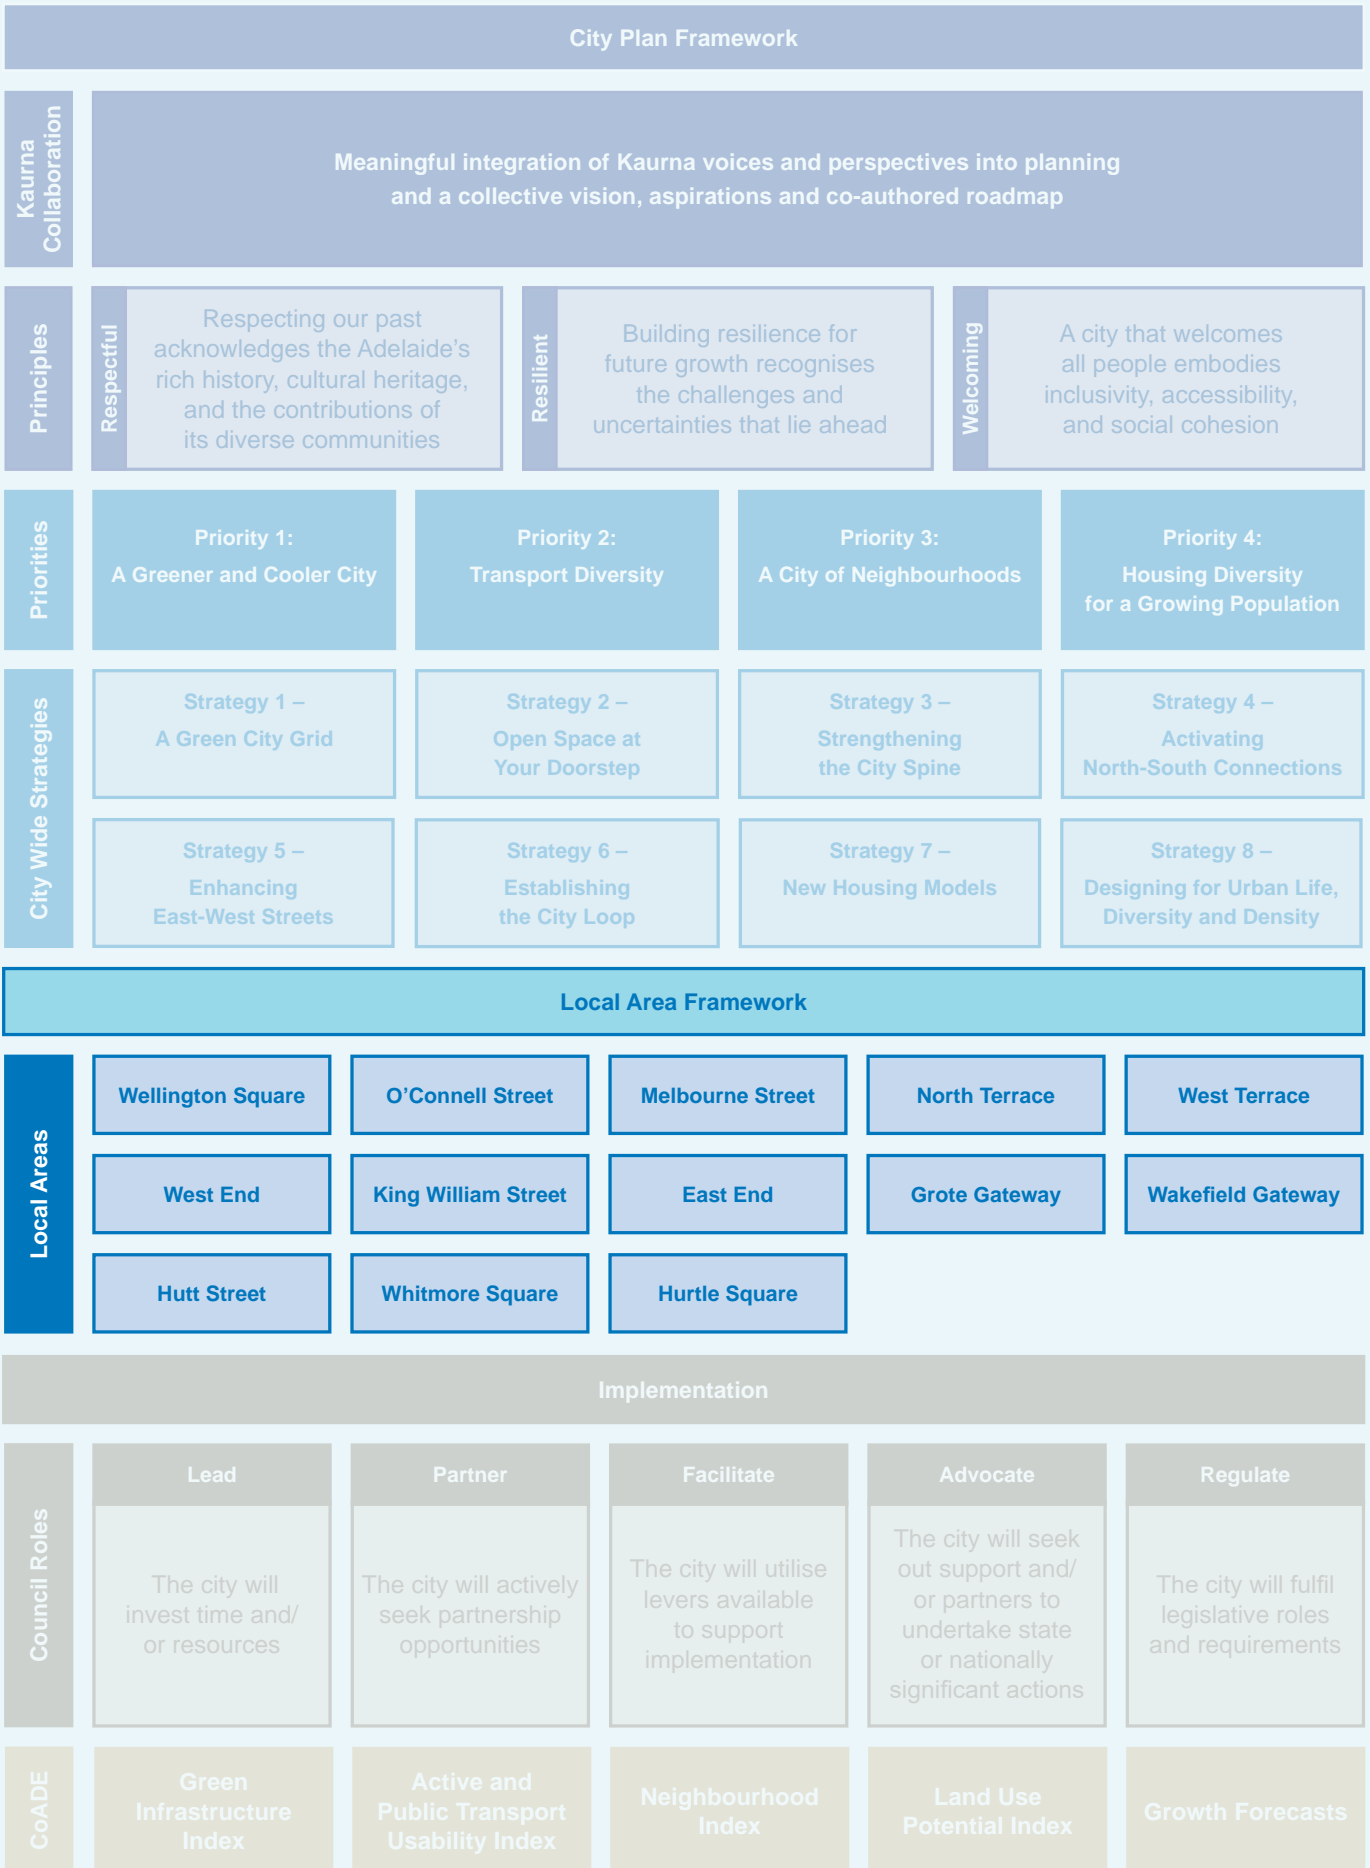 City Plan Framework
Kaurna
Collaboration
Meaningful integration of Kaurna voices and perspectives into planning
and a collective vision, aspirations and co-authored roadmap
Principles
Respectful
Respecting our past
acknowledges the Adelaide’s
rich history, cultural heritage,
and the contributions of
its diverse communities
Resilient
Building resilience for
future growth recognises
the challenges and
uncertainties that lie ahead
Welcoming
A city that welcomes
all people embodies
inclusivity, accessibility,
and social cohesion
Priorities
Priority 1:
A Greener and Cooler City
Priority 2:
Transport Diversity
Priority 3:
A City of Neighbourhoods
Priority 4:
Housing Diversity
for a Growing Population
City Wide Strategies
Strategy 1 –
A Green City Grid
Strategy 2 –
Open Space at
Your Doorstep
Strategy 3 –
Strengthening
the City Spine
Strategy 4 –
Activating
North-South Connections
Strategy 5 –
Enhancing
East-West Streets
Strategy 6 –
Establishing
the City Loop
Strategy 7 –
New Housing Models
Strategy 8 –
Designing for Urban Life,
Diversity and Density
Local Area Framework
Local Areas
Wellington Square
O’Connell Street
Melbourne Street
North Terrace
West Terrace
West End
King William Street
East End
Grote Gateway
Wakefield Gateway
Hutt Street
Whitmore Square
Hurtle Square
Implementation
Council Roles
Lead
The city will
invest time and/
or resources
Partner
The city will actively
seek partnership
opportunities
Facilitate
The city will utilise
levers available
to support
implementation
Advocate
The city will seek
out support and/
or partners to
undertake state
or nationally
significant actions
Regulate
The city will fulfil
legislative roles
and requirements
CoADE
Green
Infrastructure
Index
Active and
Public Transport
Usability Index
Neighbourhood
Index
Land Use
Potential Index
Growth Forecasts